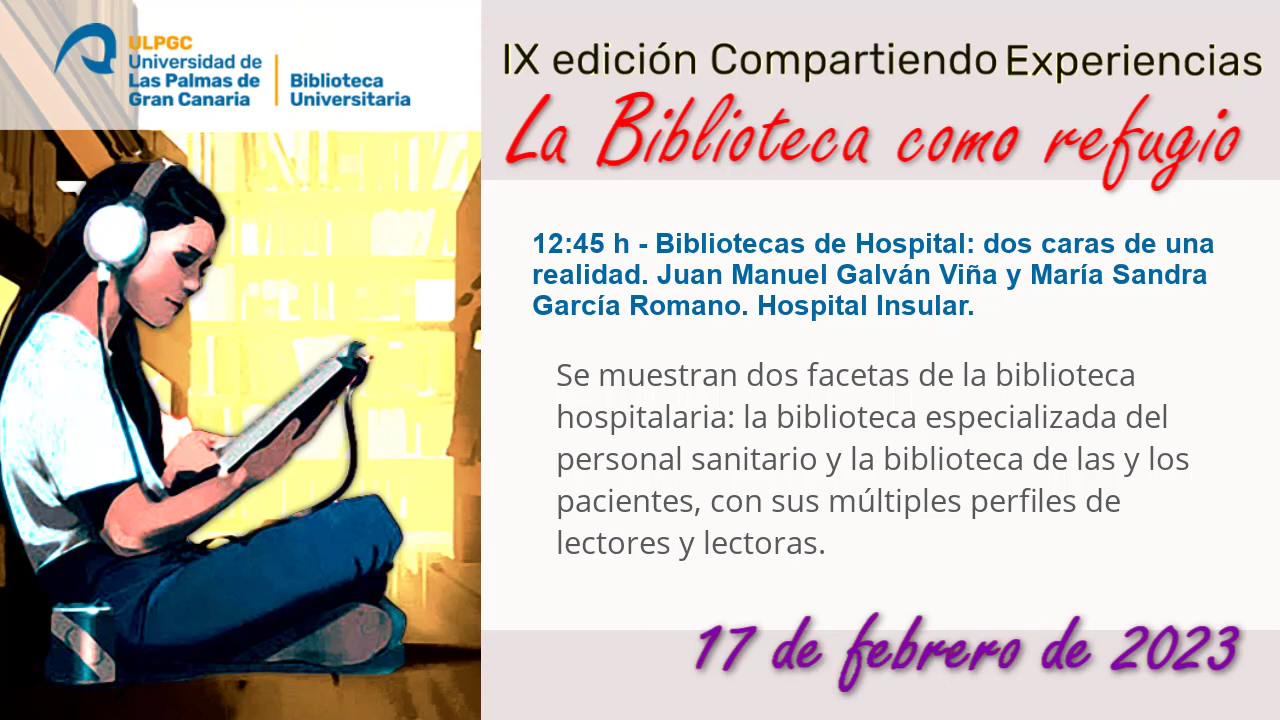 ULPGC
Universidad de
Las Palmas de
Gran Canaria
Biblioteca
Universitaria
IX edición Compartiendo Experiencias
La Biblioteca como refugio
12:45 h - Bibliotecas de Hospital: dos caras de una
realidad. Juan Manuel Galván Viña y María Sandra
García Romano. Hospital Insular.
Se muestran dos facetas de la biblioteca
hospitalaria: la biblioteca especializada del
personal sanitario y la biblioteca de las y los
pacientes, con sus múltiples perfiles de
lectores y lectoras.
17 de febrero de 2023